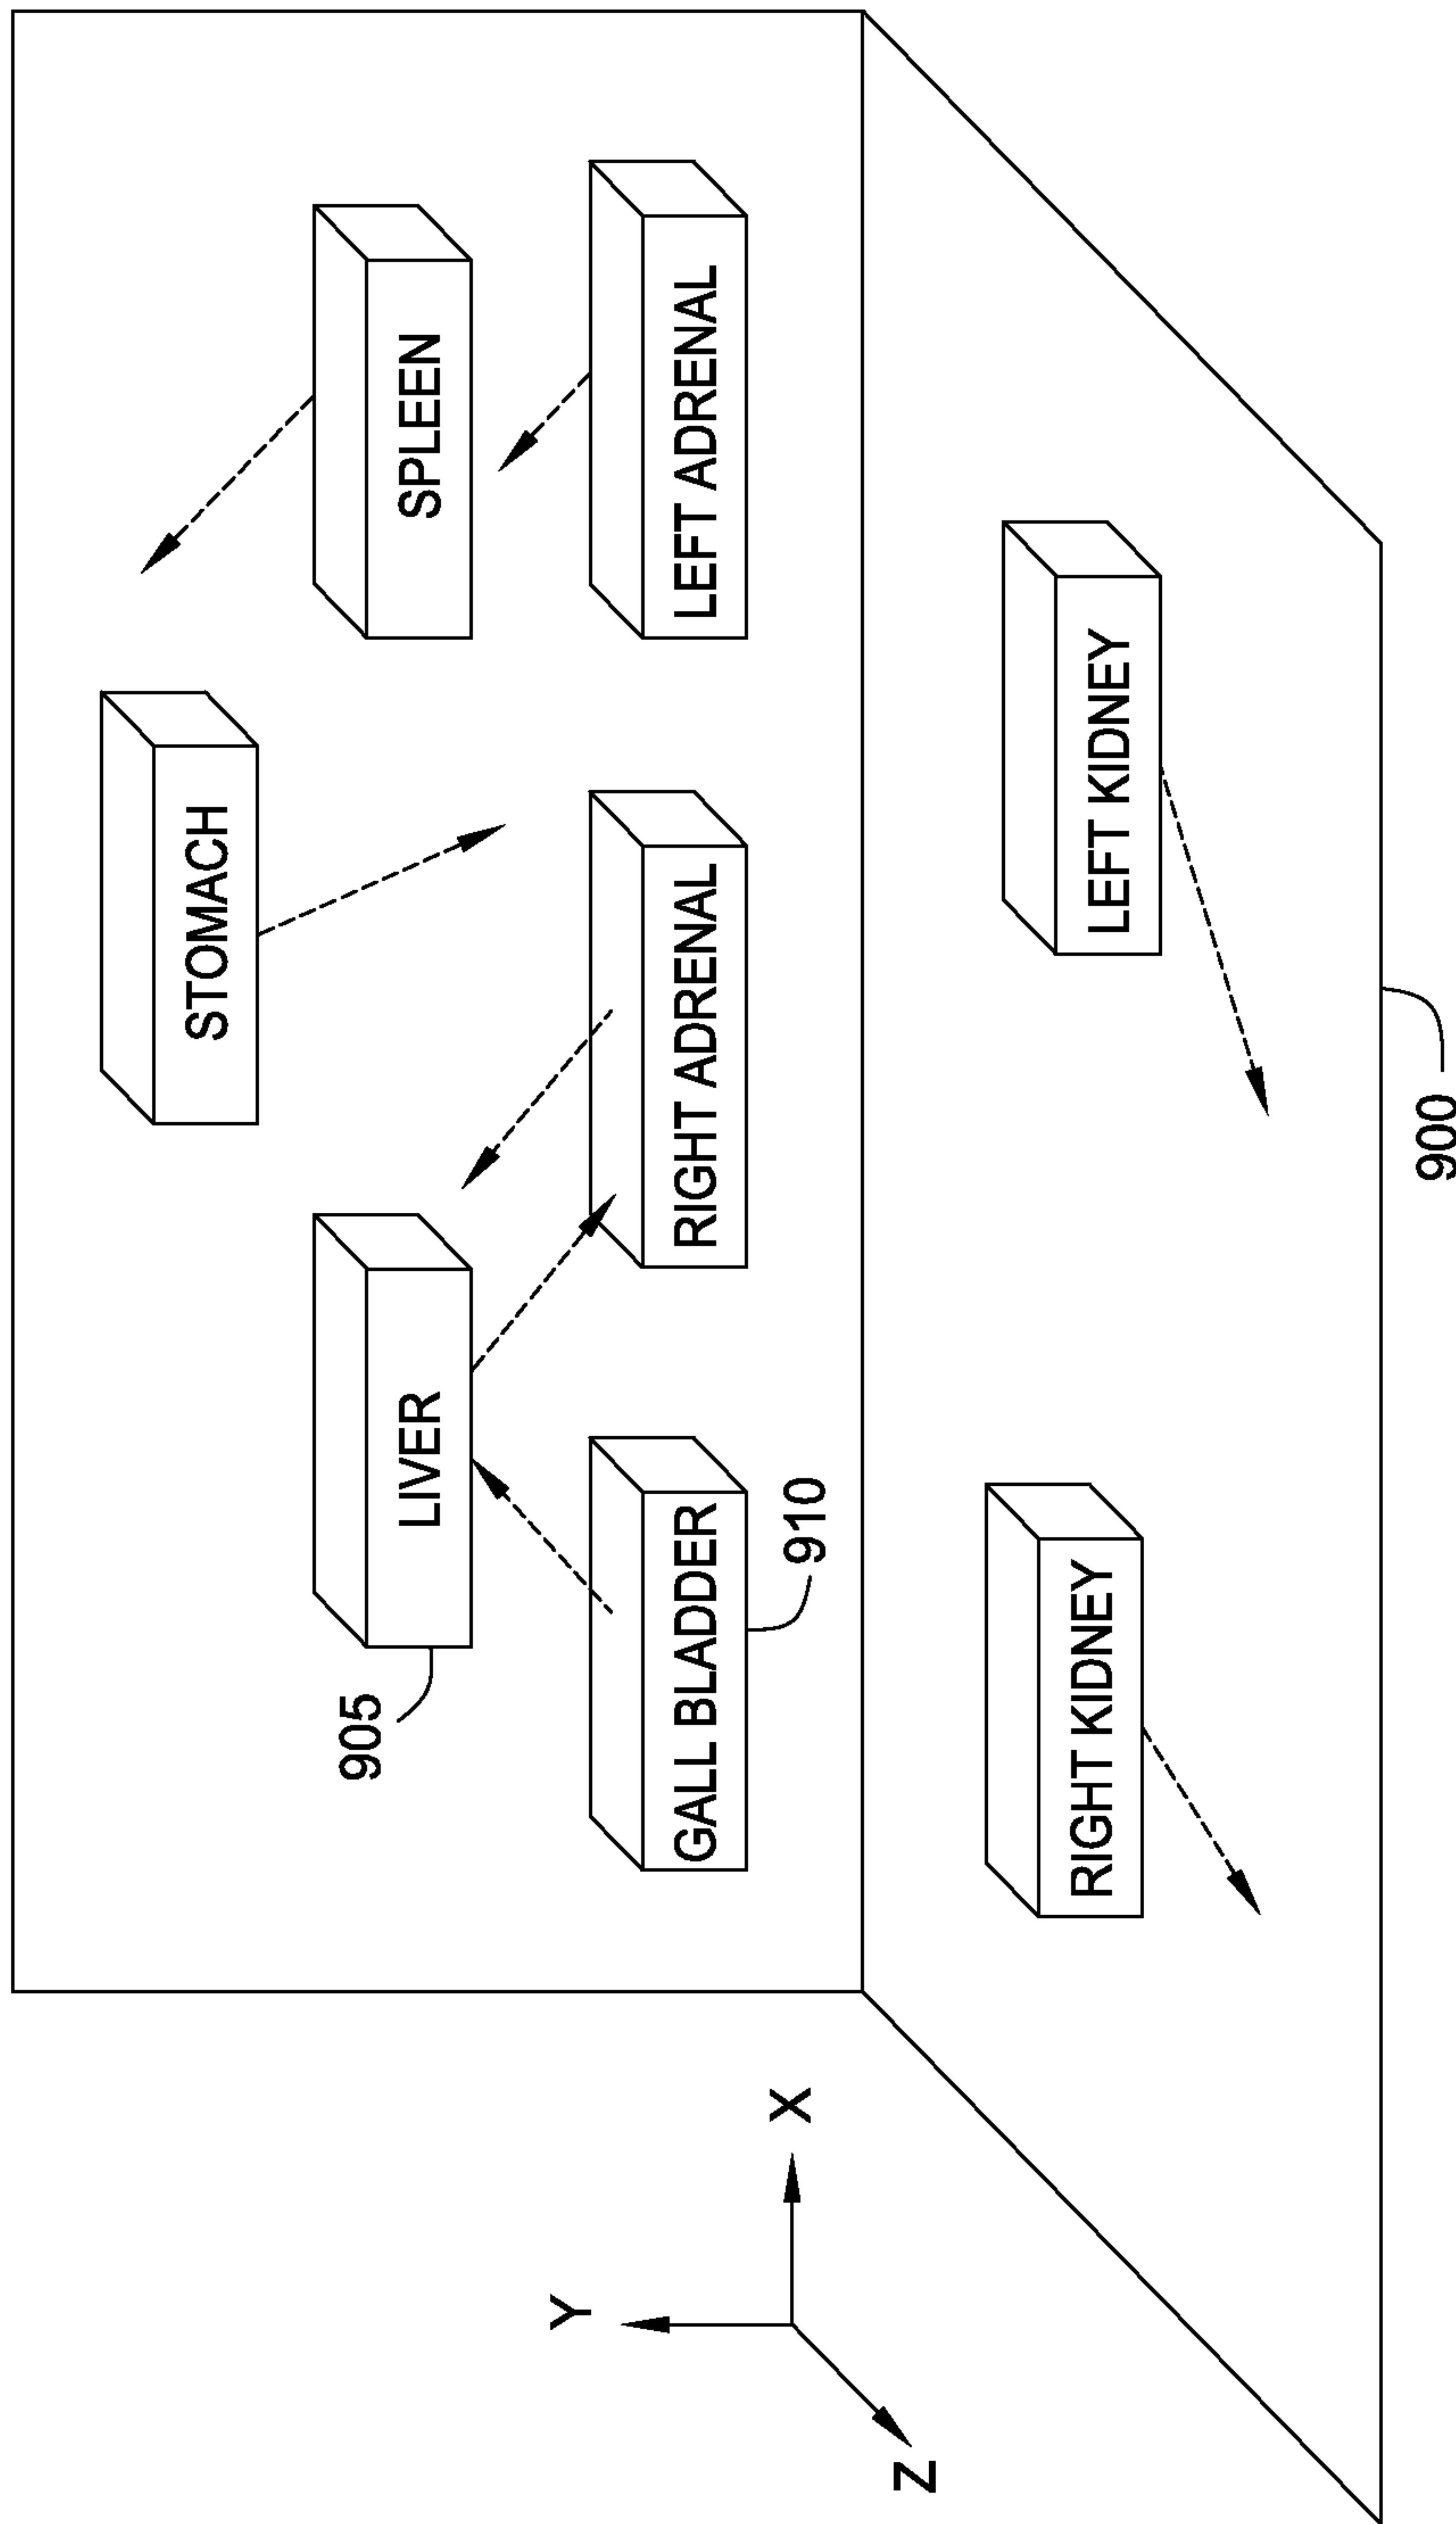 STOMACH
LIVER
SPLEEN
905
GALL BLADDER
RIGHT ADRENAL
LEFT ADRENAL
910
Y
X
Z
RIGHT KIDNEY
LEFT KIDNEY
900